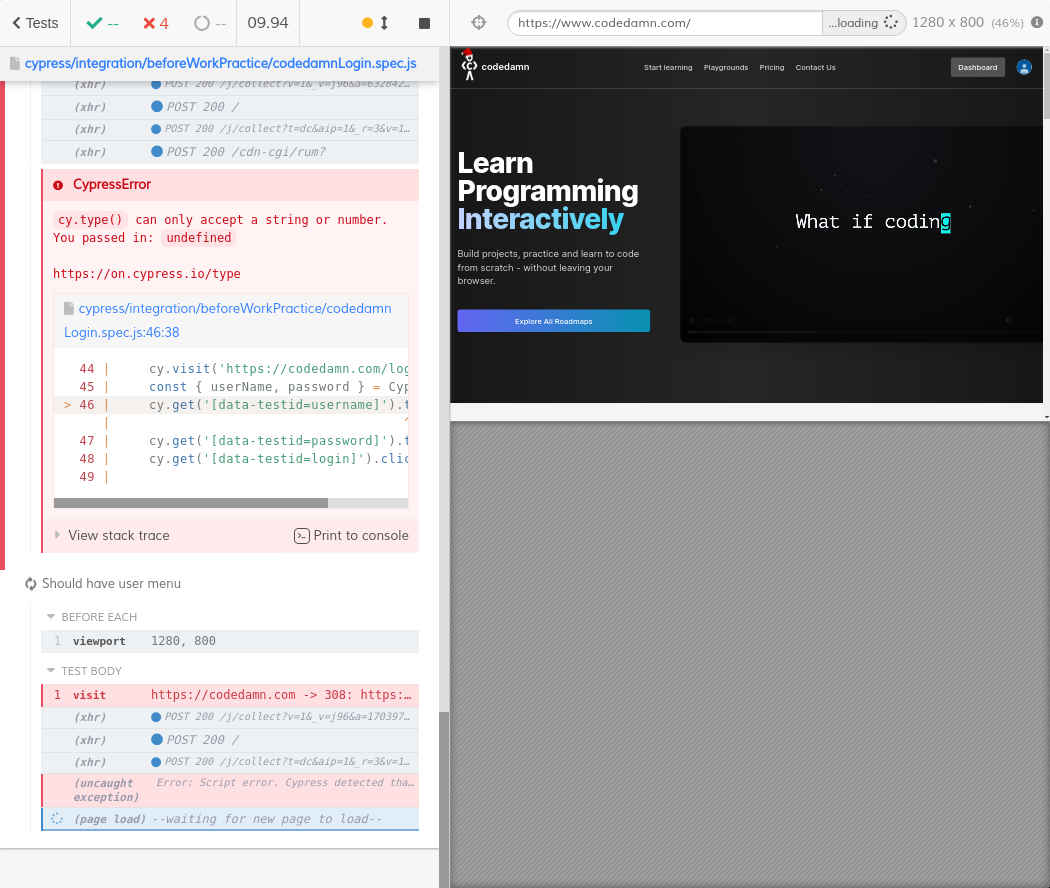 Tests
--
4
--
09.94
https://www.codedamn.com/
...loading
1280 x 800 (46%)
cypress/integration/beforeWorkPractice/codedamnLogin.spec.js
(xhr) POST 200 /j/collect?v=1&_v=j96&a=632842...
(xhr) POST 200 /
(xhr) POST 200 /j/collect?t=dc&aip=1&_r=3&v=1...
(xhr) POST 200 /cdn-cgi/rum?
CypressError
cy.type() can only accept a string or number.
You passed in: undefined
https://on.cypress.io/type
cypress/integration/beforeWorkPractice/codedamn
Login.spec.js:46:38
44 | cy.visit('https://codedamn.com/log
45 | const { userName, password } = Cyp
> 46 | cy.get('[data-testid=username]').t
| ^
47 | cy.get('[data-testid=password]').t
48 | cy.get('[data-testid=login]').clic
49 |
View stack trace
Print to console
Should have user menu
BEFORE EACH
1 viewport 1280, 800
TEST BODY
1 visit https://codedamn.com -> 308: https:...
(xhr) POST 200 /j/collect?v=1&_v=j96&a=170397...
(xhr) POST 200 /
(xhr) POST 200 /j/collect?t=dc&aip=1&_r=3&v=1...
(uncaught exception) Error: Script error. Cypress detected tha...
(page load) --waiting for new page to load--
codedamn
Start learning Playgrounds Pricing Contact Us
Dashboard
Learn
Programming
Interactively
Build projects, practice and learn to code
from scratch - without leaving your
browser.
Explore All Roadmaps
What if coding